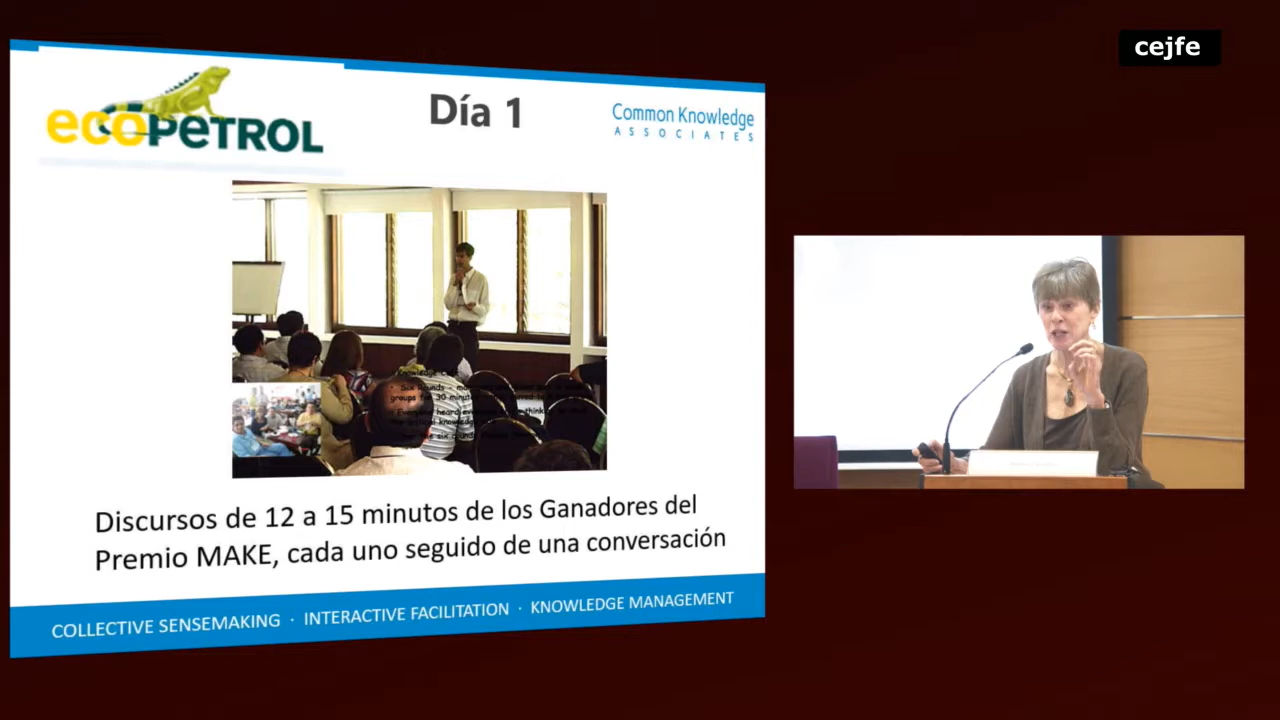 cejfe
ecoPETROL
Día 1
Common Knowledge
ASSOCIATES
Discursos de 12 a 15 minutos de los Ganadores del
Premio MAKE, cada uno seguido de una conversación
COLLECTIVE SENSEMAKING · INTERACTIVE FACILITATION · KNOWLEDGE MANAGEMENT